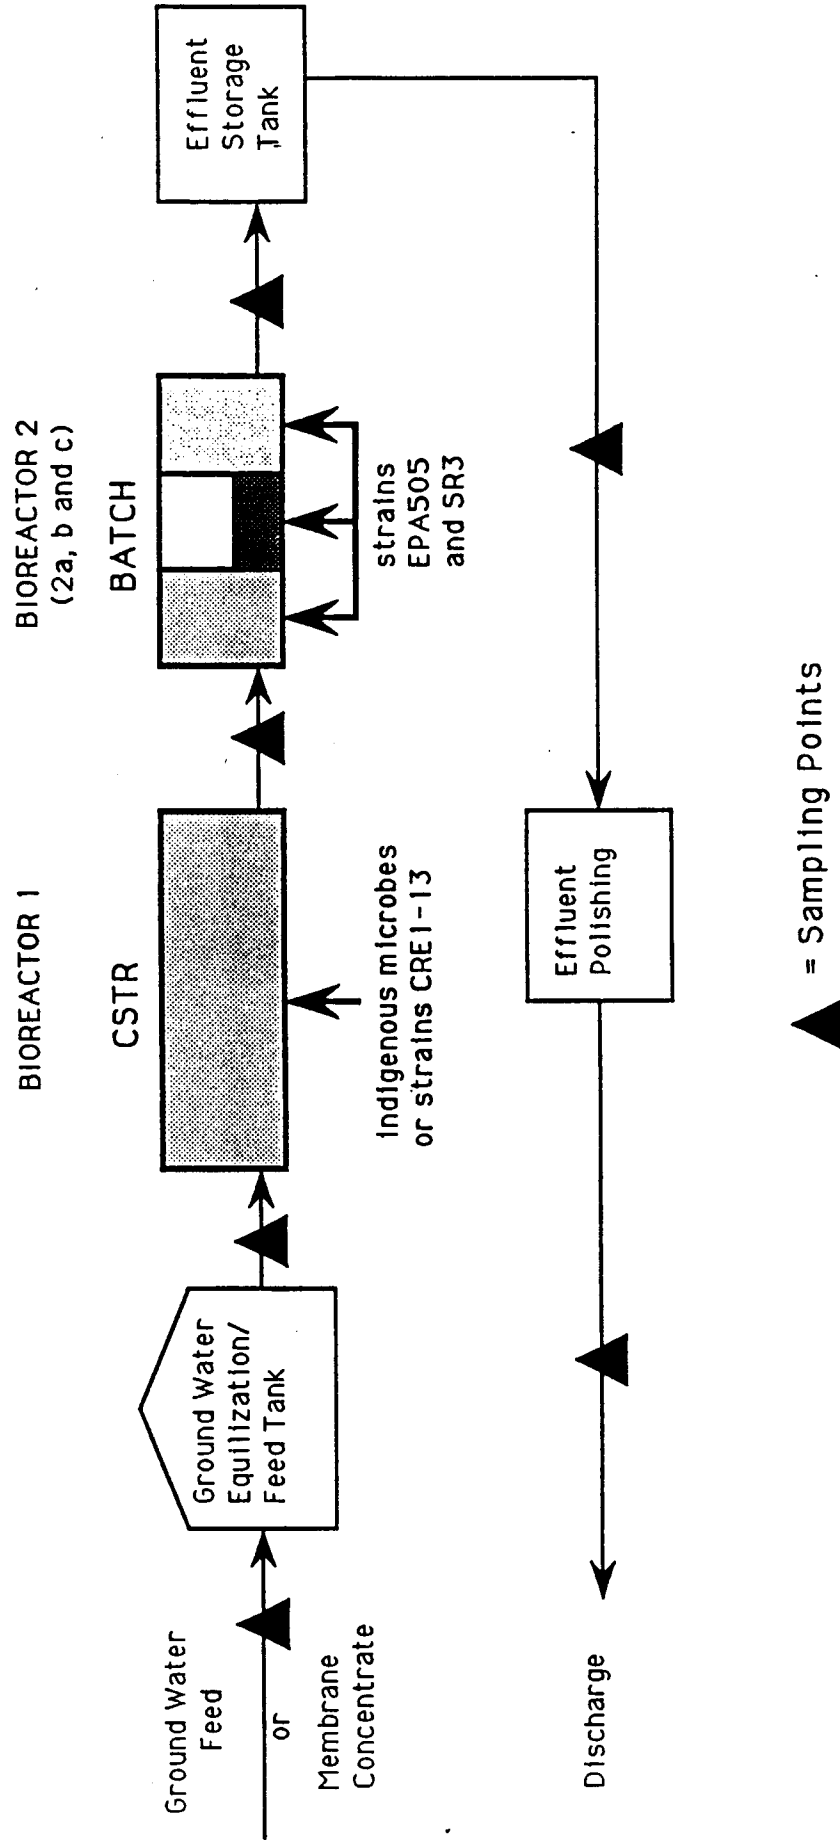 BIOREACTOR 1
BIOREACTOR 2
(2a, b and c)
CSTR
BATCH
Ground Water
Feed
or
Membrane
Concentrate
Ground Water
Equilization/
Feed Tank
Indigenous microbes
or strains CRE1-13
strains
EPA505
and SR3
Effluent
Storage
Tank
Effluent
Polishing
Discharge
= Sampling Points